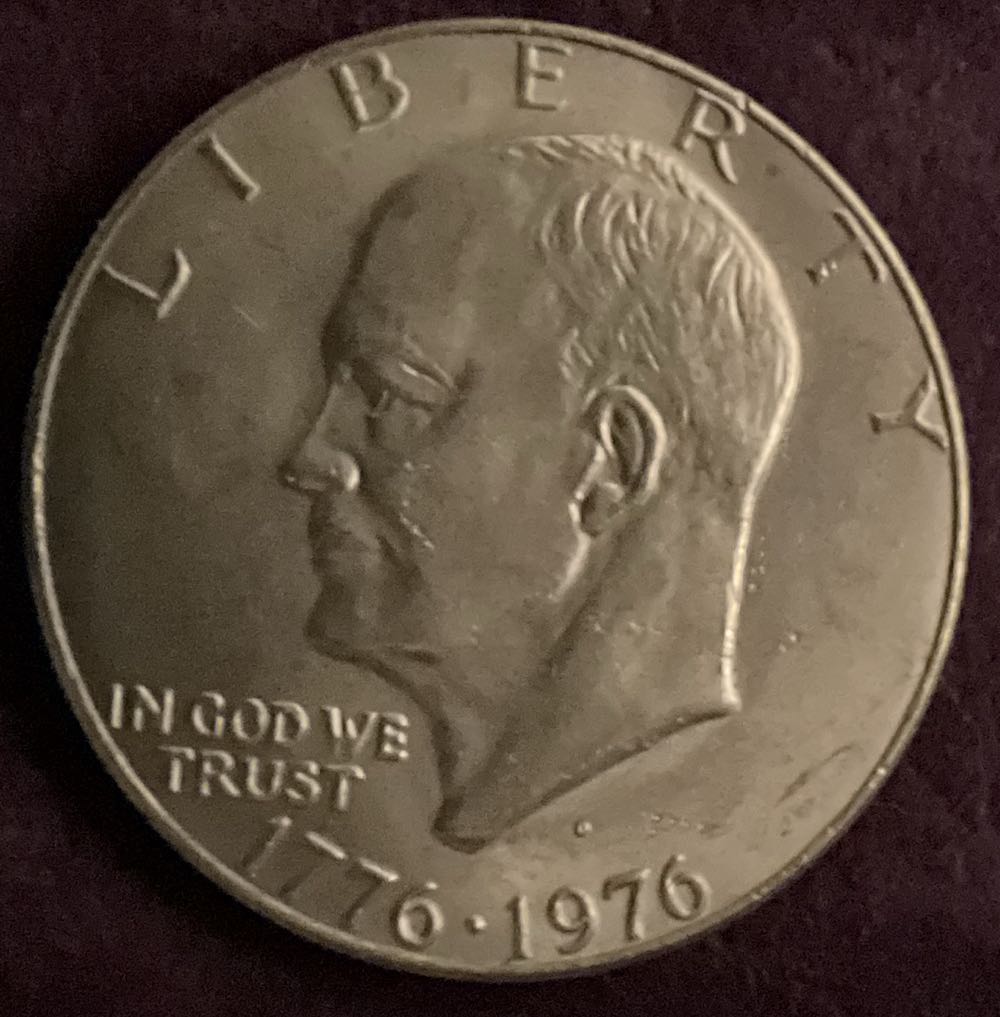 LIBERTY
IN GOD WE
TRUST
1776·1976